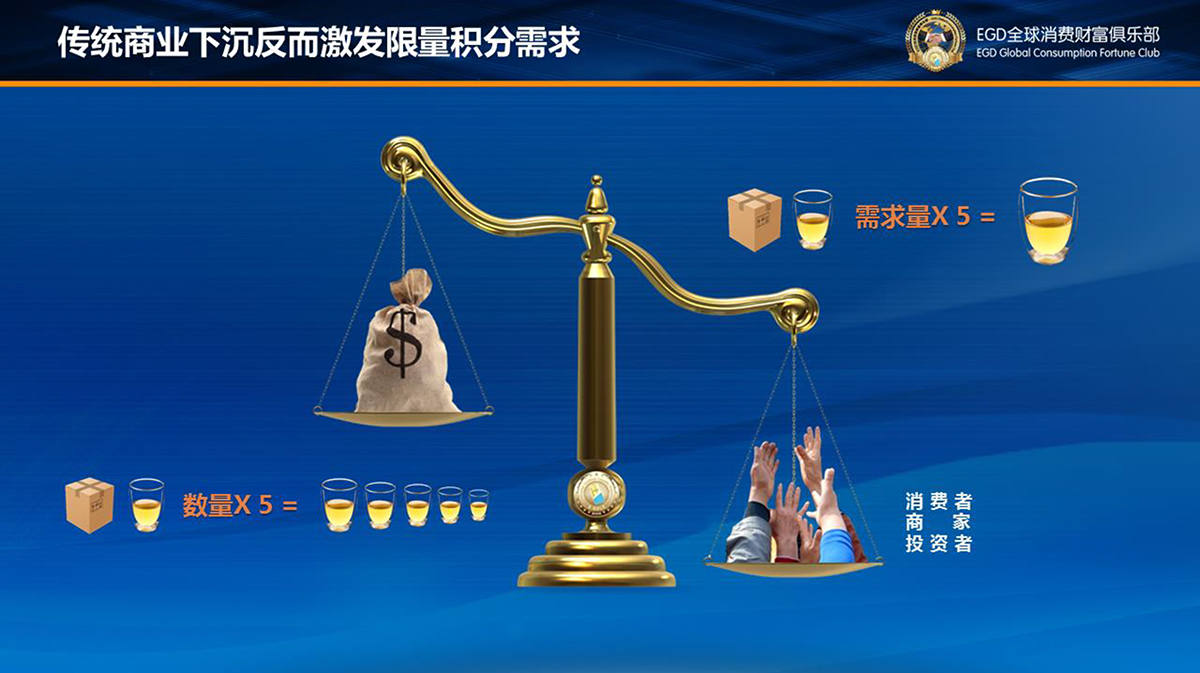 传统商业下沉反而激发限量积分需求
EGD全球消费财富俱乐部
EGD Global Consumption Fortune Club
需求量X 5 =
$
数量X 5 =
消费者
商家
投资者